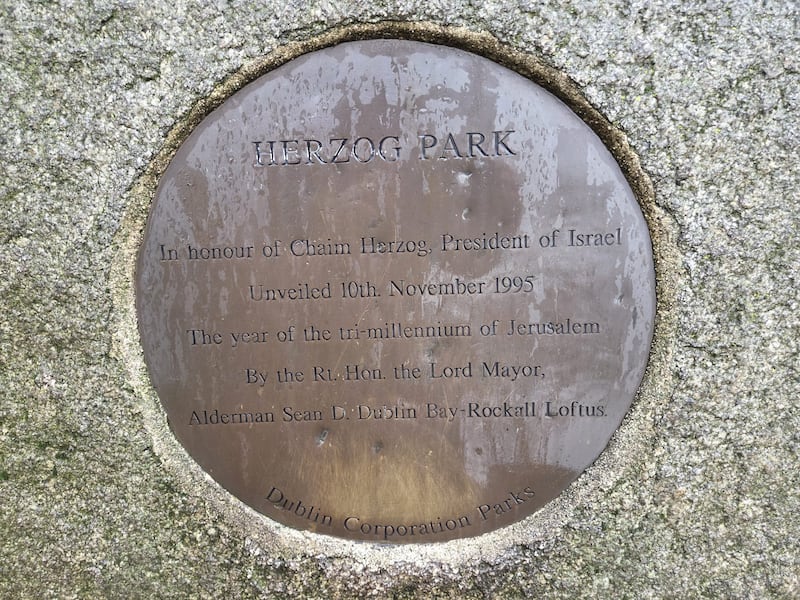 HERZOG PARK
In honour of Chaim Herzog, President of Israel
Unveiled 10th. November 1995
The year of the tri-millennium of Jerusalem
By the Rt. Hon. the Lord Mayor,
Alderman Sean D. Dublin Bay-Rockall Loftus.
Dublin Corporation Parks